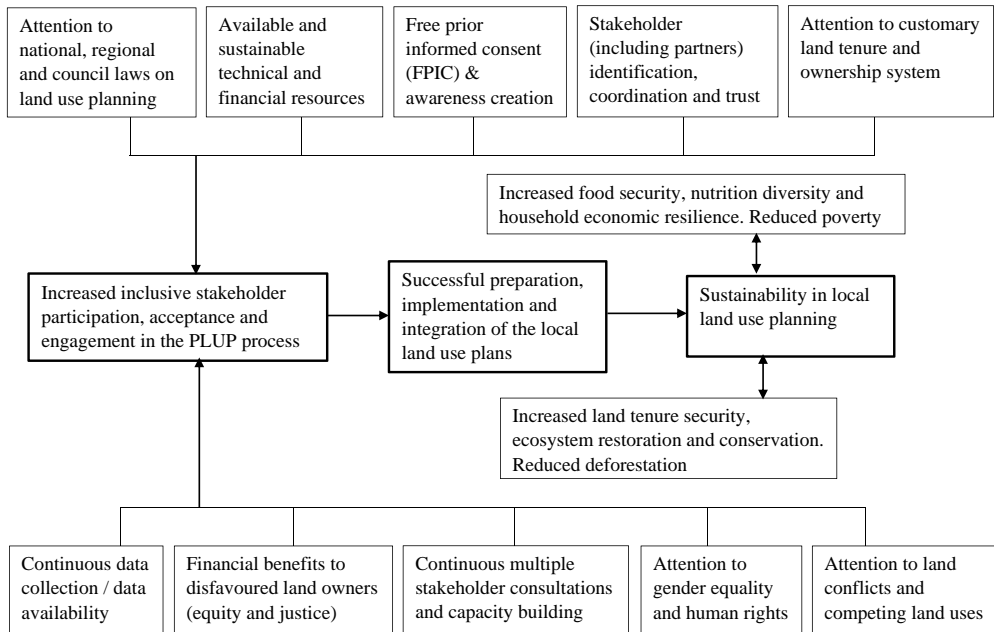 Attention to
national, regional
and council laws on
land use planning
Available and
sustainable
technical and
financial resources
Free prior
informed consent
(FPIC) &
awareness creation
Stakeholder
(including partners)
identification,
coordination and trust
Attention to customary
land tenure and
ownership system
Increased food security, nutrition diversity and
household economic resilience. Reduced poverty
Increased inclusive stakeholder
participation, acceptance and
engagement in the PLUP process
Successful preparation,
implementation and
integration of the local
land use plans
Sustainability in local
land use planning
Increased land tenure security,
ecosystem restoration and conservation.
Reduced deforestation
Continuous data
collection / data
availability
Financial benefits to
disfavoured land owners
(equity and justice)
Continuous multiple
stakeholder consultations
and capacity building
Attention to
gender equality
and human rights
Attention to land
conflicts and
competing land uses